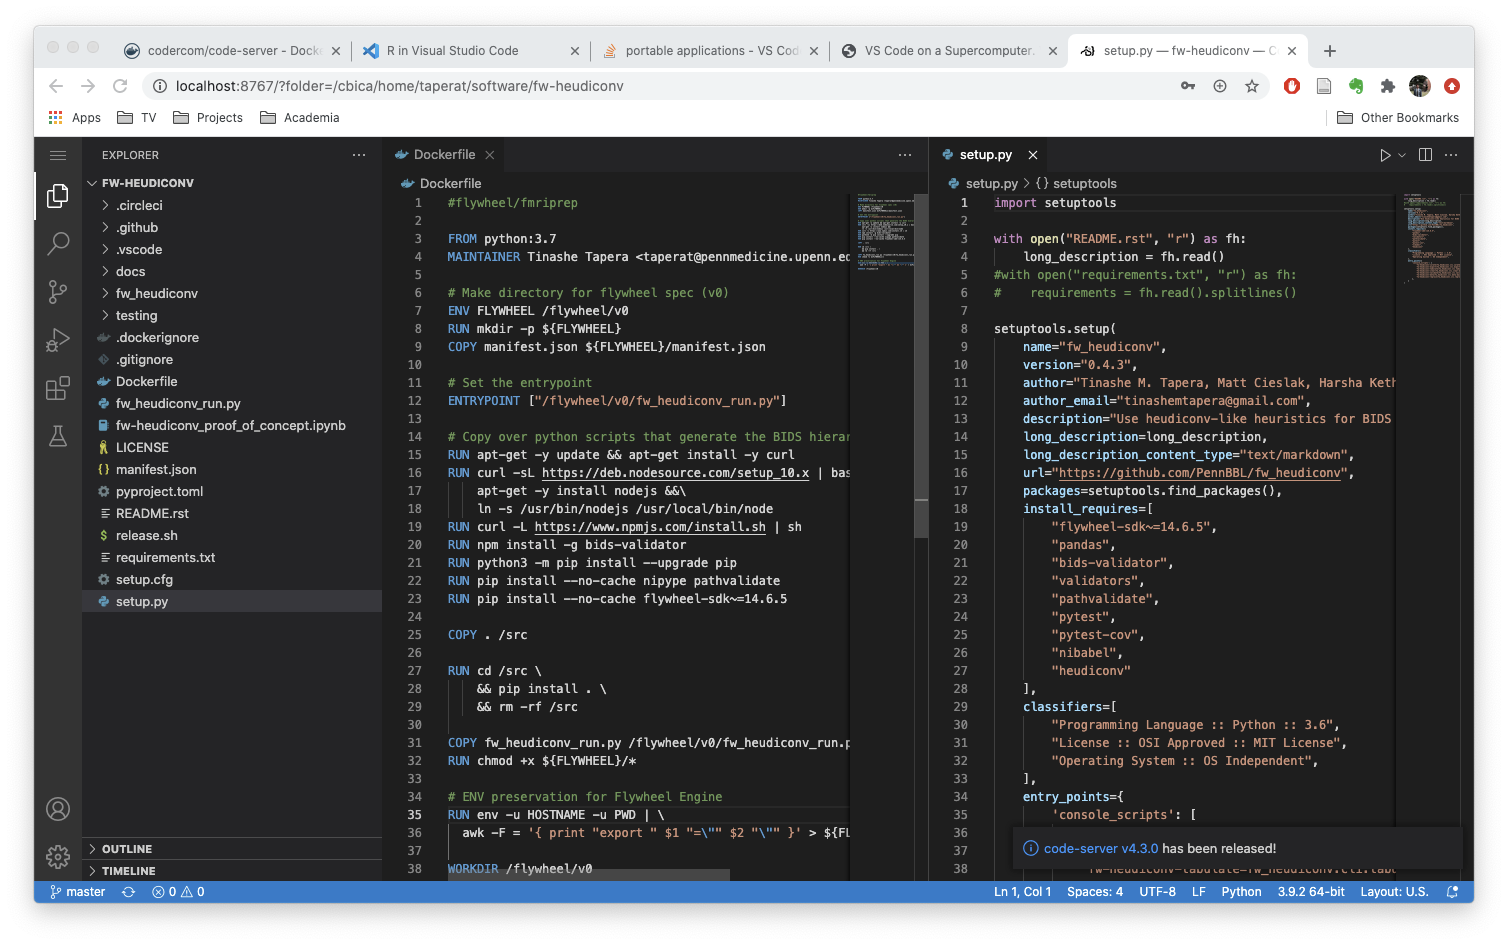 codercom/code-server - Docke
R in Visual Studio Code
portable applications - VS Cod
VS Code on a Supercomputer.
setup.py — fw-heudiconv — C
localhost:8767/?folder=/cbica/home/taperat/software/fw-heudiconv
Apps
TV
Projects
Academia
Other Bookmarks
EXPLORER
FW-HEUDICONV
.circleci
.github
.vscode
docs
fw_heudiconv
testing
.dockerignore
.gitignore
Dockerfile
fw_heudiconv_run.py
fw-heudiconv_proof_of_concept.ipynb
LICENSE
manifest.json
pyproject.toml
README.rst
release.sh
requirements.txt
setup.cfg
setup.py
OUTLINE
TIMELINE
Dockerfile
Dockerfile
1 #flywheel/fmriprep
2
3 FROM python:3.7
4 MAINTAINER Tinashe Tapera <taperat@pennmedicine.upenn.ed
5
6 # Make directory for flywheel spec (v0)
7 ENV FLYWHEEL /flywheel/v0
8 RUN mkdir -p ${FLYWHEEL}
9 COPY manifest.json ${FLYWHEEL}/manifest.json
10
11 # Set the entrypoint
12 ENTRYPOINT ["/flywheel/v0/fw_heudiconv_run.py"]
13
14 # Copy over python scripts that generate the BIDS hierar
15 RUN apt-get -y update && apt-get install -y curl
16 RUN curl -sL https://deb.nodesource.com/setup_10.x | bas
17 apt-get -y install nodejs &&\
18 ln -s /usr/bin/nodejs /usr/local/bin/node
19 RUN curl -L https://www.npmjs.com/install.sh | sh
20 RUN npm install -g bids-validator
21 RUN python3 -m pip install --upgrade pip
22 RUN pip install --no-cache nipype pathvalidate
23 RUN pip install --no-cache flywheel-sdk~=14.6.5
24
25 COPY . /src
26
27 RUN cd /src \
28 && pip install . \
29 && rm -rf /src
30
31 COPY fw_heudiconv_run.py /flywheel/v0/fw_heudiconv_run.p
32 RUN chmod +x ${FLYWHEEL}/*
33
34 # ENV preservation for Flywheel Engine
35 RUN env -u HOSTNAME -u PWD | \
36 awk -F = '{ print "export " $1 "=\"" $2 "\"" }' > ${FL
37
38 WORKDIR /flywheel/v0
setup.py
setup.py > {} setuptools
1 import setuptools
2
3 with open("README.rst", "r") as fh:
4 long_description = fh.read()
5 #with open("requirements.txt", "r") as fh:
6 # requirements = fh.read().splitlines()
7
8 setuptools.setup(
9 name="fw_heudiconv",
10 version="0.4.3",
11 author="Tinashe M. Tapera, Matt Cieslak, Harsha Keth
12 author_email="tinashemtapera@gmail.com",
13 description="Use heudiconv-like heuristics for BIDS
14 long_description=long_description,
15 long_description_content_type="text/markdown",
16 url="https://github.com/PennBBL/fw_heudiconv",
17 packages=setuptools.find_packages(),
18 install_requires=[
19 "flywheel-sdk~=14.6.5",
20 "pandas",
21 "bids-validator",
22 "validators",
23 "pathvalidate",
24 "pytest",
25 "pytest-cov",
26 "nibabel",
27 "heudiconv"
28 ],
29 classifiers=[
30 "Programming Language :: Python :: 3.6",
31 "License :: OSI Approved :: MIT License",
32 "Operating System :: OS Independent",
33 ],
34 entry_points={
35 'console_scripts': [
36
37
38
code-server v4.3.0 has been released!
master
0
0
Ln 1, Col 1
Spaces: 4
UTF-8
LF
Python
3.9.2 64-bit
Layout: U.S.